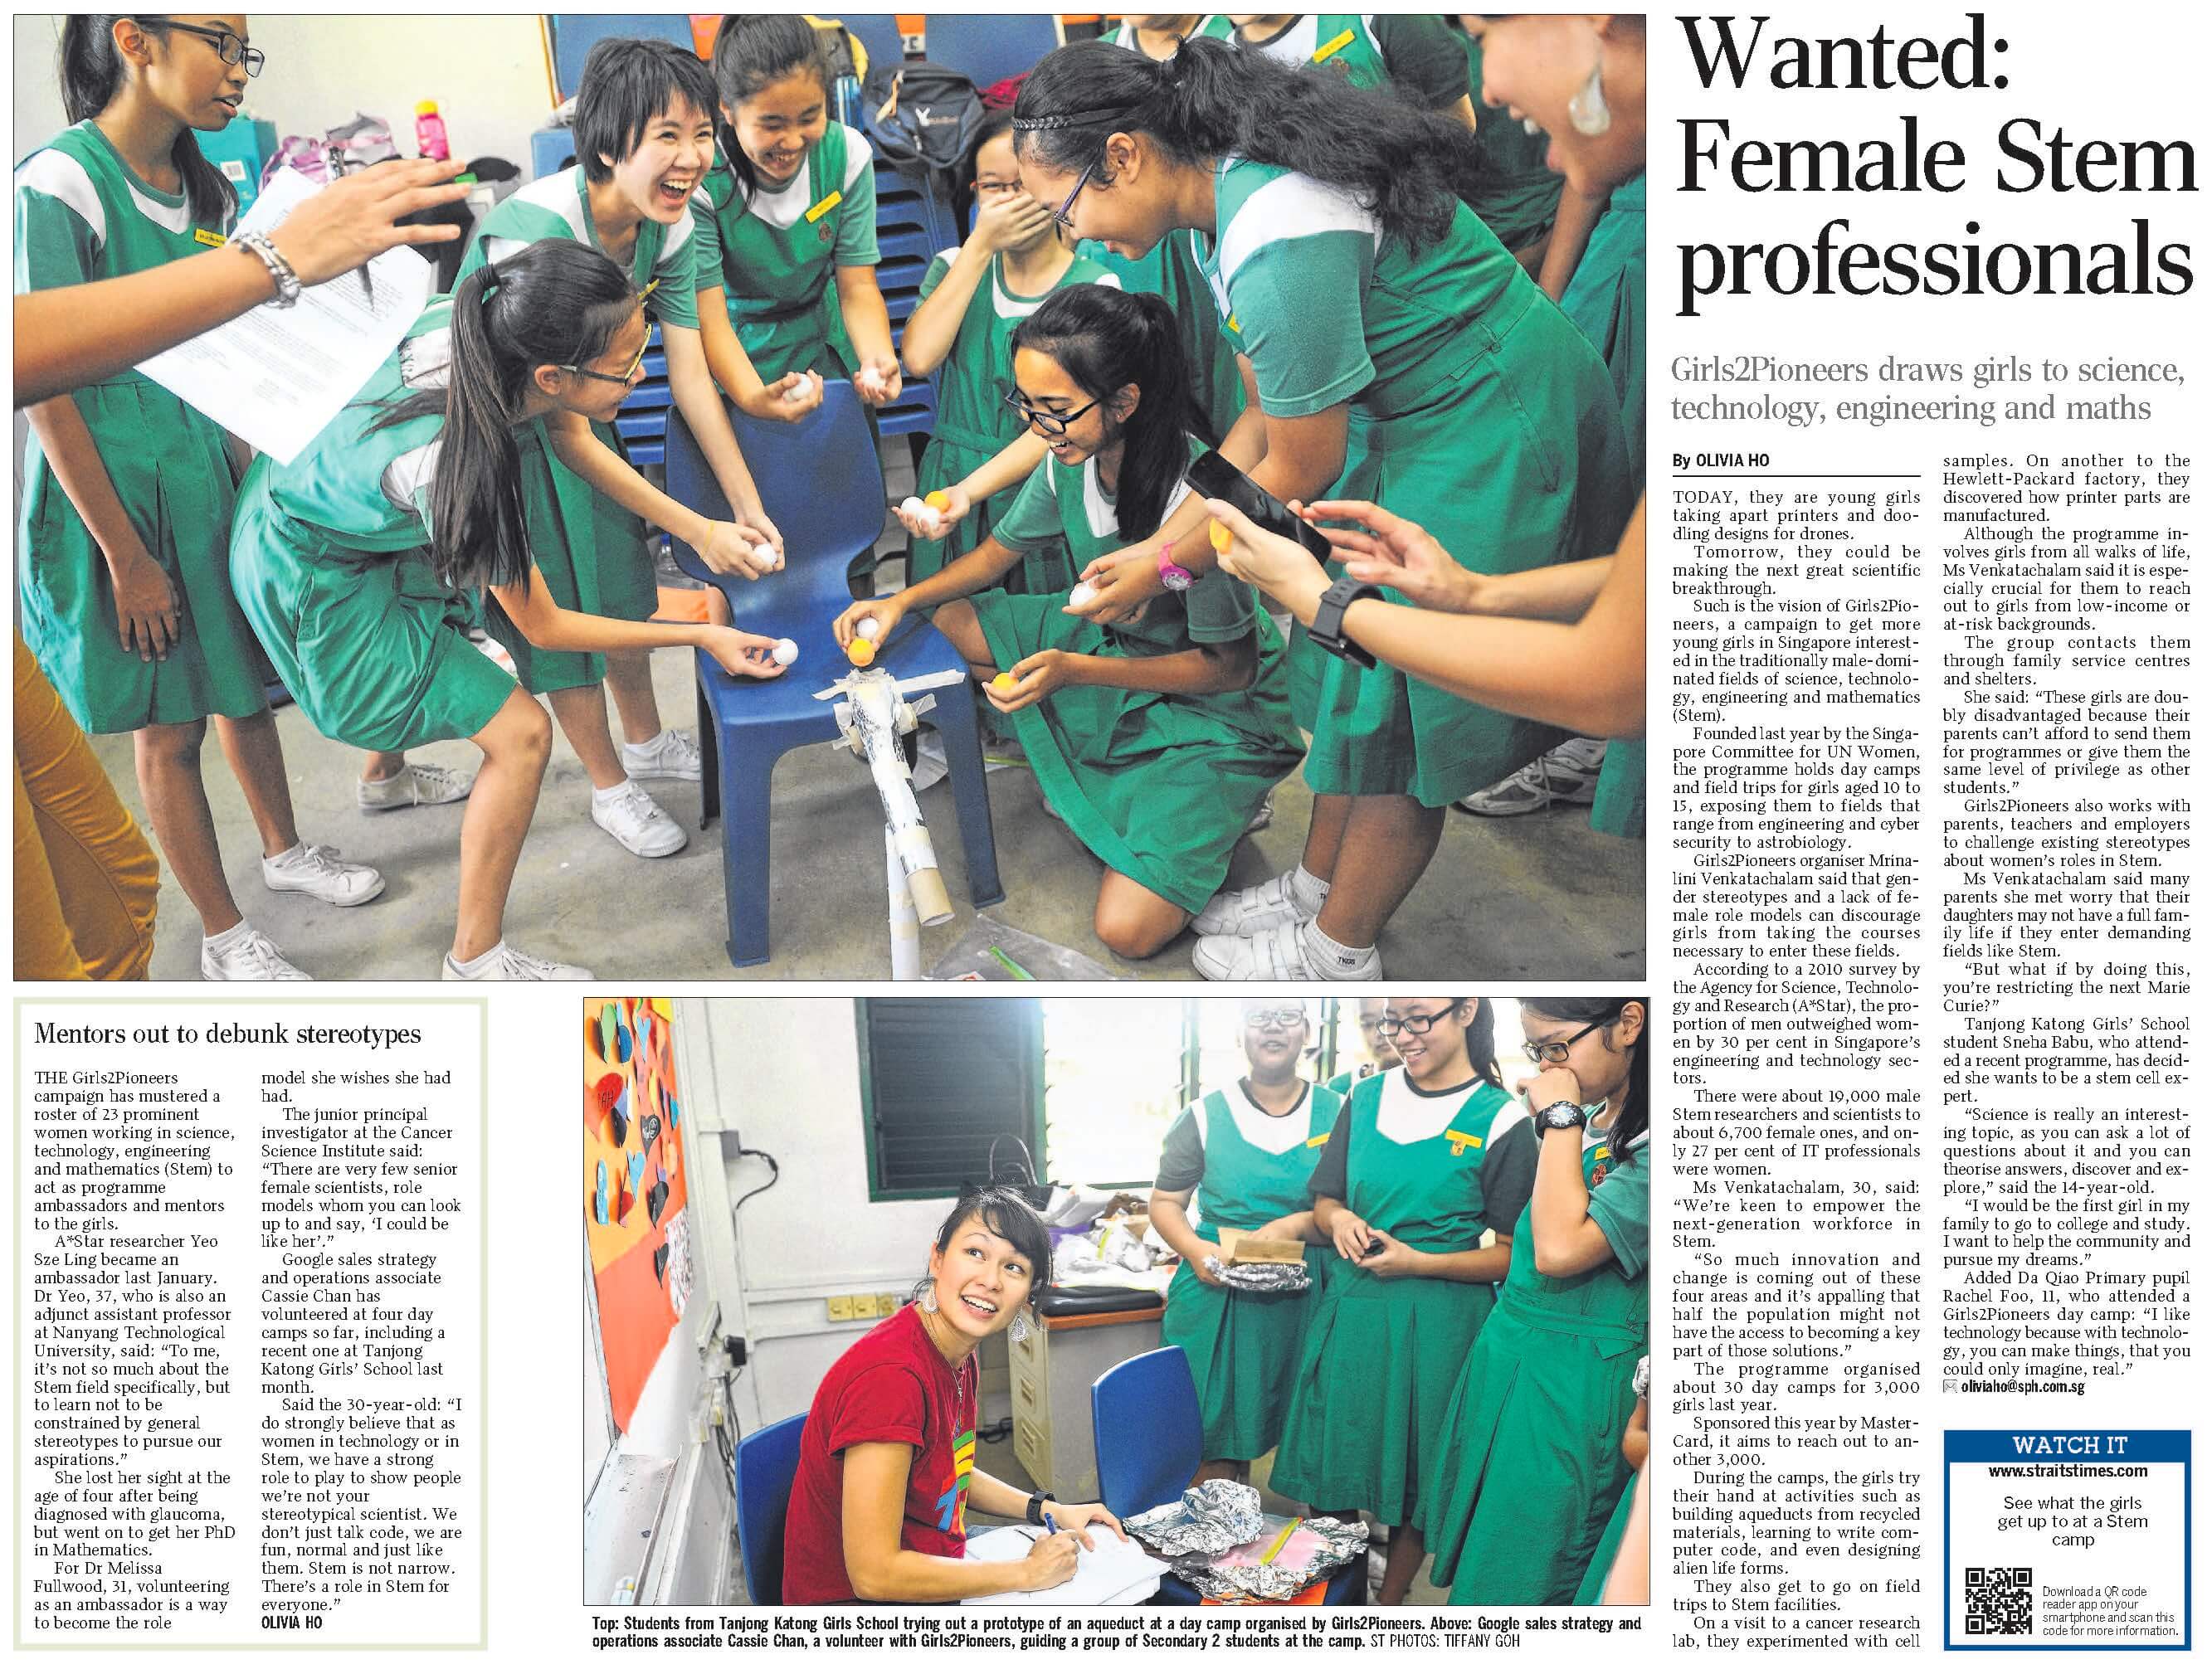 Wanted:
Female Stem
professionals
Girls2Pioneers draws girls to science,
technology, engineering and maths
By OLIVIA HO
TODAY, they are young girls
taking apart printers and doo-
dling designs for drones.
Tomorrow, they could be
making the next great scientific
breakthrough.
Such is the vision of Girls2Pio-
neers, a campaign to get more
young girls in Singapore interest-
ed in the traditionally male-domi-
nated fields of science, technolo-
gy, engineering and mathematics
(Stem).
Founded last year by the Singa-
pore Committee for UN Women,
the programme holds day camps
and field trips for girls aged 10 to
15, exposing them to fields that
range from engineering and cyber
security to astrobiology.
Girls2Pioneers organiser Mrina-
lini Venkatachalam said that gen-
der stereotypes and a lack of fe-
male role models can discourage
girls from taking the courses
necessary to enter these fields.
According to a 2010 survey by
the Agency for Science, Technolo-
gy and Research (A*Star), the pro-
portion of men outweighed wom-
en by 30 per cent in Singapore's
engineering and technology sec-
tors.
There were about 19,000 male
Stem researchers and scientists to
about 6,700 female ones, and on-
ly 27 per cent of IT professionals
were women.
Ms Venkatachalam, 30, said:
"We're keen to empower the
next-generation workforce in
Stem.
"So much innovation and
change is coming out of these
four areas and it's appalling that
half the population might not
have the access to becoming a key
part of those solutions."
The programme organised
about 30 day camps for 3,000
girls last year.
Sponsored this year by Master-
Card, it aims to reach out to an-
other 3,000.
During the camps, the girls try
their hand at activities such as
building aqueducts from recycled
materials, learning to write com-
puter code, and even designing
alien life forms.
They also get to go on field
trips to Stem facilities.
On a visit to a cancer research
lab, they experimented with cell
samples. On another to the
Hewlett-Packard factory, they
discovered how printer parts are
manufactured.
Although the programme in-
volves girls from all walks of life,
Ms Venkatachalam said it is espe-
cially crucial for them to reach
out to girls from low-income or
at-risk backgrounds.
The group contacts them
through family service centres
and shelters.
She said: "These girls are dou-
bly disadvantaged because their
parents can't afford to send them
for programmes or give them the
same level of privilege as other
students."
Girls2Pioneers also works with
parents, teachers and employers
to challenge existing stereotypes
about women's roles in Stem.
Ms Venkatachalam said many
parents she met worry that their
daughters may not have a full fam-
ily life if they enter demanding
fields like Stem.
"But what if by doing this,
you're restricting the next Marie
Curie?"
Tanjong Katong Girls' School
student Sneha Babu, who attend-
ed a recent programme, has decid-
ed she wants to be a stem cell ex-
pert.
"Science is really an interest-
ing topic, as you can ask a lot of
questions about it and you can
theorise answers, discover and ex-
plore," said the 14-year-old.
"I would be the first girl in my
family to go to college and study.
I want to help the community and
pursue my dreams."
Added Da Qiao Primary pupil
Rachel Foo, 11, who attended a
Girls2Pioneers day camp: "I like
technology because with technolo-
gy, you can make things, that you
could only imagine, real."
oliviaho@sph.com.sg
WATCH IT
www.straitstimes.com
See what the girls
get up to at a Stem
camp
Download a QR code
reader app on your
smartphone and scan this
code for more information.
Mentors out to debunk stereotypes
THE Girls2Pioneers
campaign has mustered a
roster of 23 prominent
women working in science,
technology, engineering
and mathematics (Stem) to
act as programme
ambassadors and mentors
to the girls.
A*Star researcher Yeo
Sze Ling became an
ambassador last January.
Dr Yeo, 37, who is also an
adjunct assistant professor
at Nanyang Technological
University, said: "To me,
it's not so much about the
Stem field specifically, but
to learn not to be
constrained by general
stereotypes to pursue our
aspirations."
She lost her sight at the
age of four after being
diagnosed with glaucoma,
but went on to get her PhD
in Mathematics.
For Dr Melissa
Fullwood, 31, volunteering
as an ambassador is a way
to become the role
model she wishes she had
had.
The junior principal
investigator at the Cancer
Science Institute said:
"There are very few senior
female scientists, role
models whom you can look
up to and say, 'I could be
like her'."
Google sales strategy
and operations associate
Cassie Chan has
volunteered at four day
camps so far, including a
recent one at Tanjong
Katong Girls' School last
month.
Said the 30-year-old: "I
do strongly believe that as
women in technology or in
Stem, we have a strong
role to play to show people
we're not your
stereotypical scientist. We
don't just talk code, we are
fun, normal and just like
them. Stem is not narrow.
There's a role in Stem for
everyone."
OLIVIA HO
Top: Students from Tanjong Katong Girls School trying out a prototype of an aqueduct at a day camp organised by Girls2Pioneers. Above: Google sales strategy and
operations associate Cassie Chan, a volunteer with Girls2Pioneers, guiding a group of Secondary 2 students at the camp. ST PHOTOS: TIFFANY GOH